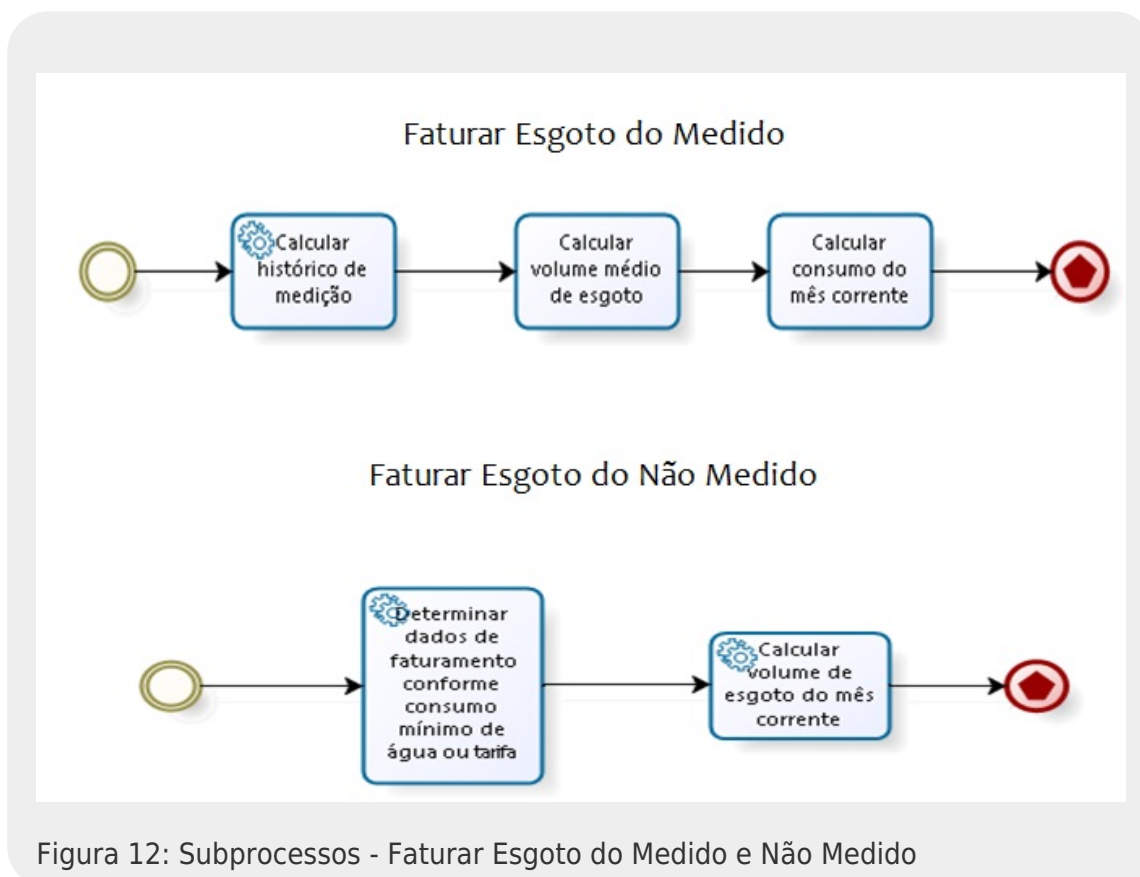 Faturar Esgoto do Medido
Calcular
histórico de
medição
Calcular
volume médio
de esgoto
Calcular
consumo do
mês corrente
Faturar Esgoto do Não Medido
Determinar
dados de
faturamento
conforme
consumo
mínimo de
água ou tarifa
Calcular
volume de
esgoto do mês
corrente
Figura 12: Subprocessos - Faturar Esgoto do Medido e Não Medido